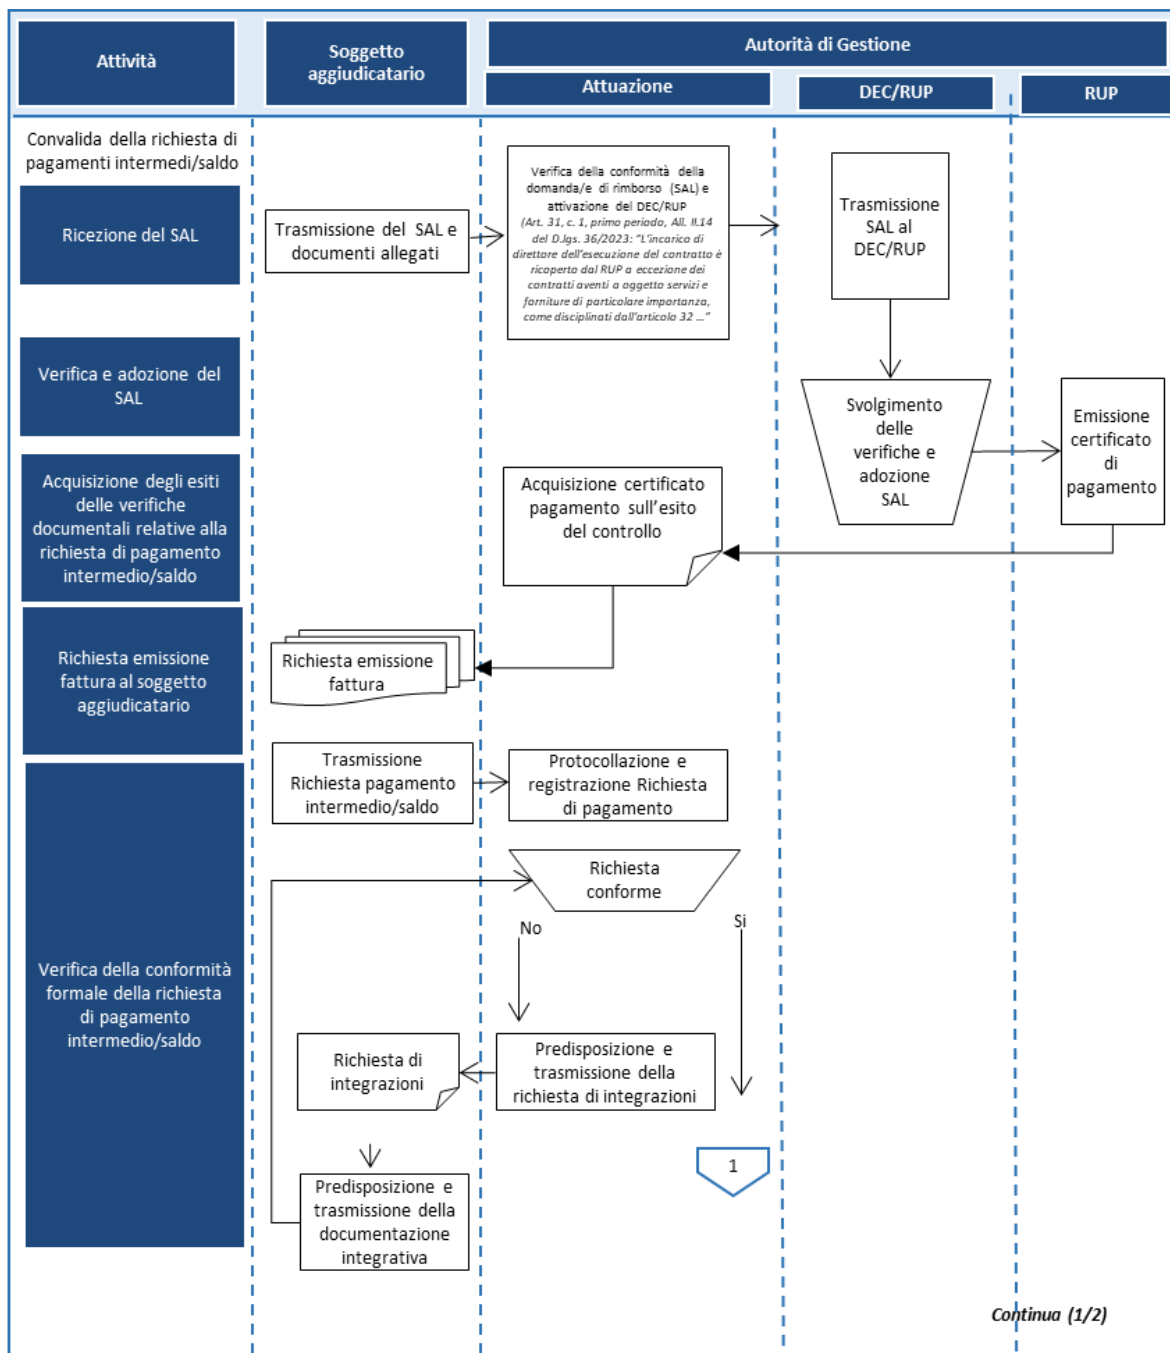 Attività
Soggetto
aggiudicatario
Autorità di Gestione
Attuazione
DEC/RUP
RUP
Convalida della richiesta di
pagamenti intermedi/saldo
Ricezione del SAL
Trasmissione del SAL e
documenti allegati
Verifica della conformità della
domanda/e di rimborso (SAL) e
attivazione del DEC/RUP
(Art. 31, c. 1, primo periodo, All. II.14
del D.lgs. 36/2023: “L'incarico di
direttore dell'esecuzione del contratto è
ricoperto dal RUP a eccezione dei
contratti aventi a oggetto servizi e
forniture di particolare importanza,
come disciplinati dall'articolo 32 ...”
Trasmissione
SAL al
DEC/RUP
Verifica e adozione del
SAL
Svolgimento
delle
verifiche e
adozione
SAL
Emissione
certificato
di
pagamento
Acquisizione degli esiti
delle verifiche
documentali relative alla
richiesta di pagamento
intermedio/saldo
Acquisizione certificato
pagamento sull'esito
del controllo
Richiesta emissione
fattura al soggetto
aggiudicatario
Richiesta emissione
fattura
Trasmissione
Richiesta pagamento
intermedio/saldo
Protocollazione e
registrazione Richiesta
di pagamento
Verifica della conformità
formale della richiesta
di pagamento
intermedio/saldo
Richiesta
conforme
No
Si
Richiesta di
integrazioni
Predisposizione e
trasmissione della
richiesta di integrazioni
1
Predisposizione e
trasmissione della
documentazione
integrativa
Continua (1/2)